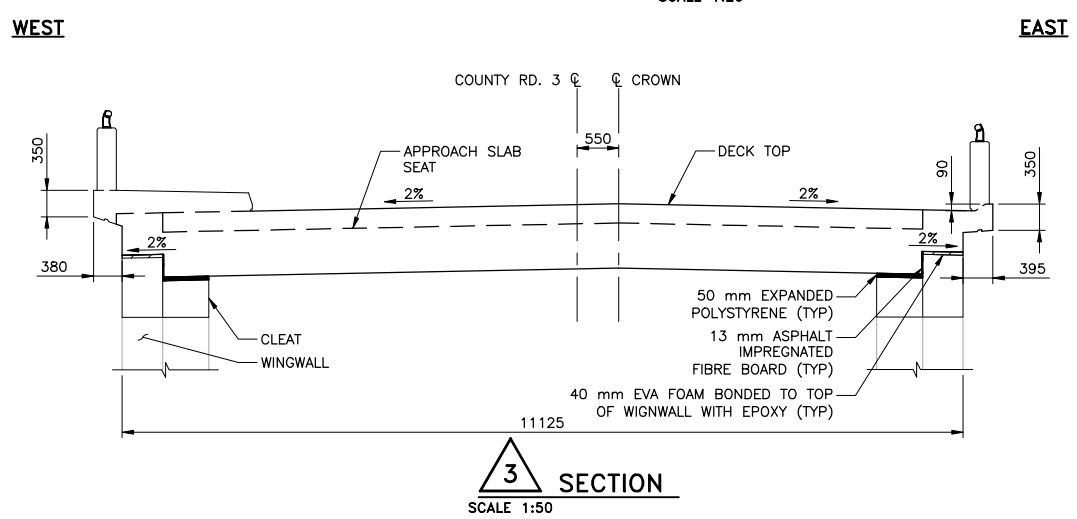 WEST
EAST
COUNTY RD. 3 ℄ ℄ CROWN
550
APPROACH SLAB
SEAT
DECK TOP
350
90
350
2%
2%
2%
2%
380
395
50 mm EXPANDED
POLYSTYRENE (TYP)
13 mm ASPHALT
IMPREGNATED
FIBRE BOARD (TYP)
CLEAT
WINGWALL
40 mm EVA FOAM BONDED TO TOP
OF WIGNWALL WITH EPOXY (TYP)
11125
3 SECTION
SCALE 1:50